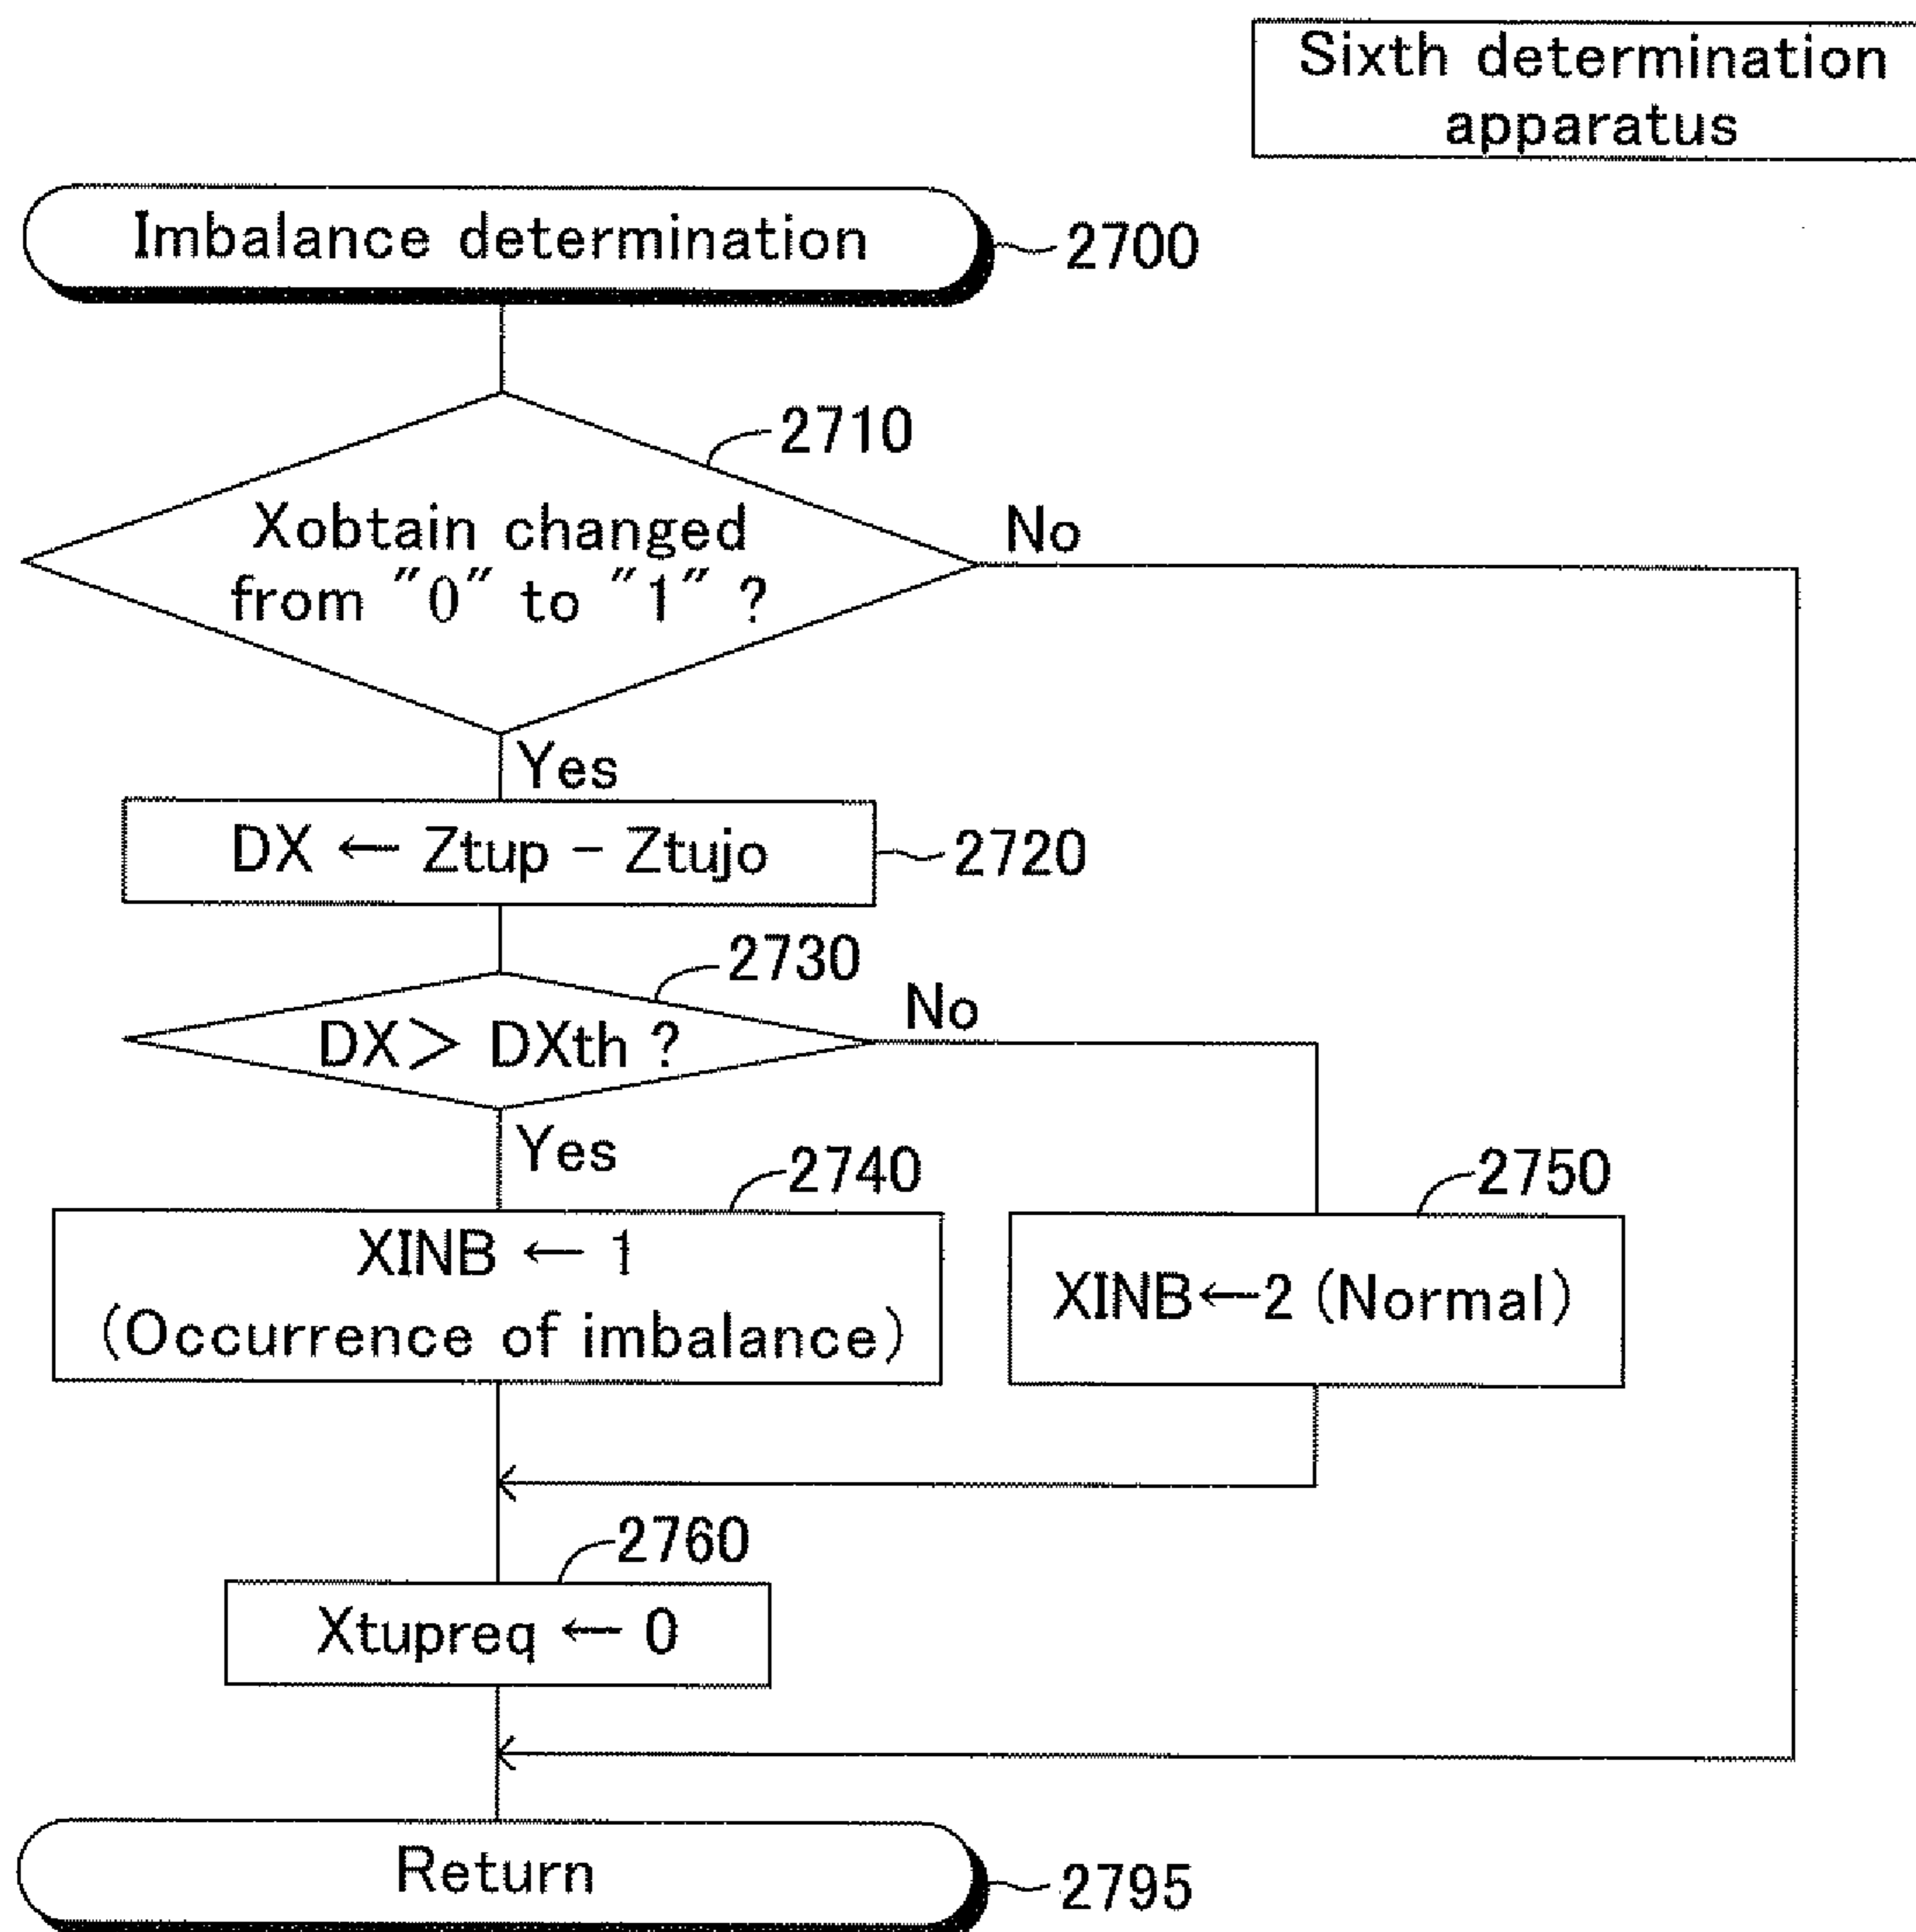 Sixth determination
apparatus
Imbalance determination
2700
2710
Xobtain changed
from "0" to "1" ?
No
Yes
DX ← Ztup - Ztujo
2720
2730
DX> DXth ?
No
Yes
2740
XINB ← 1
(Occurrence of imbalance)
2750
XINB←2 (Normal)
2760
Xtupreq ← 0
Return
2795